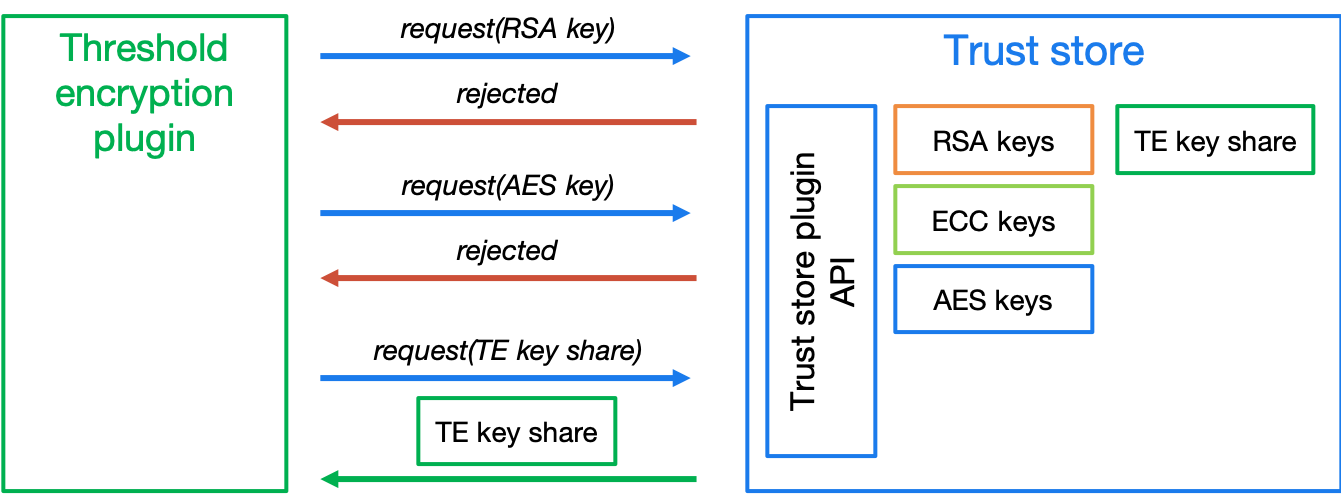 Threshold
encryption
plugin
request(RSA key)
rejected
request(AES key)
rejected
request(TE key share)
TE key share
Trust store
Trust store plugin
API
RSA keys
TE key share
ECC keys
AES keys